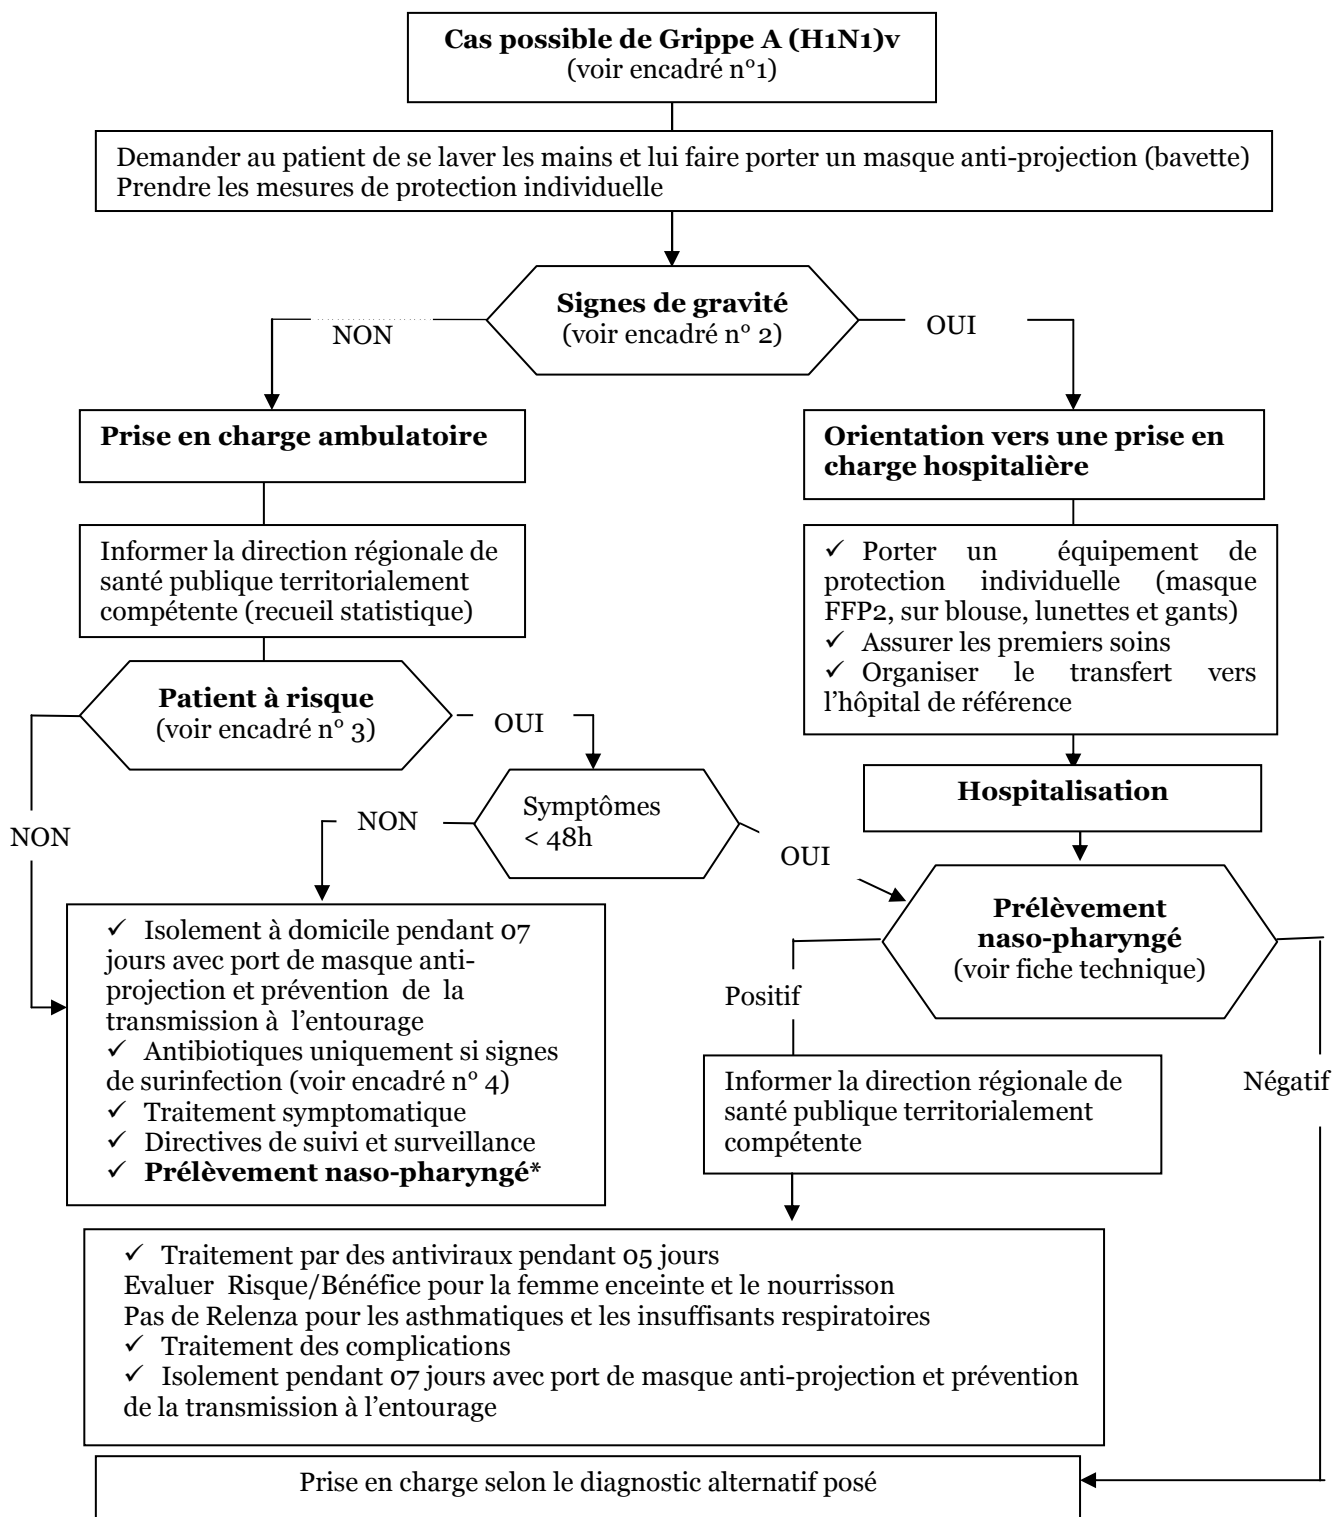 Cas possible de Grippe A (H1N1)v
(voir encadré n°1)
Demander au patient de se laver les mains et lui faire porter un masque anti-projection (bavette)
Prendre les mesures de protection individuelle
Signes de gravité
(voir encadré n° 2)
NON
OUI
Prise en charge ambulatoire
Orientation vers une prise en
charge hospitalière
Informer la direction régionale de
santé publique territorialement
compétente (recueil statistique)
✓ Porter un équipement de
protection individuelle (masque
FFP2, sur blouse, lunettes et gants)
✓ Assurer les premiers soins
✓ Organiser le transfert vers
l’hôpital de référence
Patient à risque
(voir encadré n° 3)
OUI
NON
Symptômes
< 48h
NON
OUI
Hospitalisation
Prélèvement
naso-pharyngé
(voir fiche technique)
✓ Isolement à domicile pendant 07
jours avec port de masque anti-
projection et prévention de la
transmission à l’entourage
✓ Antibiotiques uniquement si signes
de surinfection (voir encadré n° 4)
✓ Traitement symptomatique
✓ Directives de suivi et surveillance
✓ Prélèvement naso-pharyngé*
Positif
Négatif
Informer la direction régionale de
santé publique territorialement
compétente
✓ Traitement par des antiviraux pendant 05 jours
Evaluer Risque/Bénéfice pour la femme enceinte et le nourrisson
Pas de Relenza pour les asthmatiques et les insuffisants respiratoires
✓ Traitement des complications
✓ Isolement pendant 07 jours avec port de masque anti-projection et prévention
de la transmission à l’entourage
Prise en charge selon le diagnostic alternatif posé